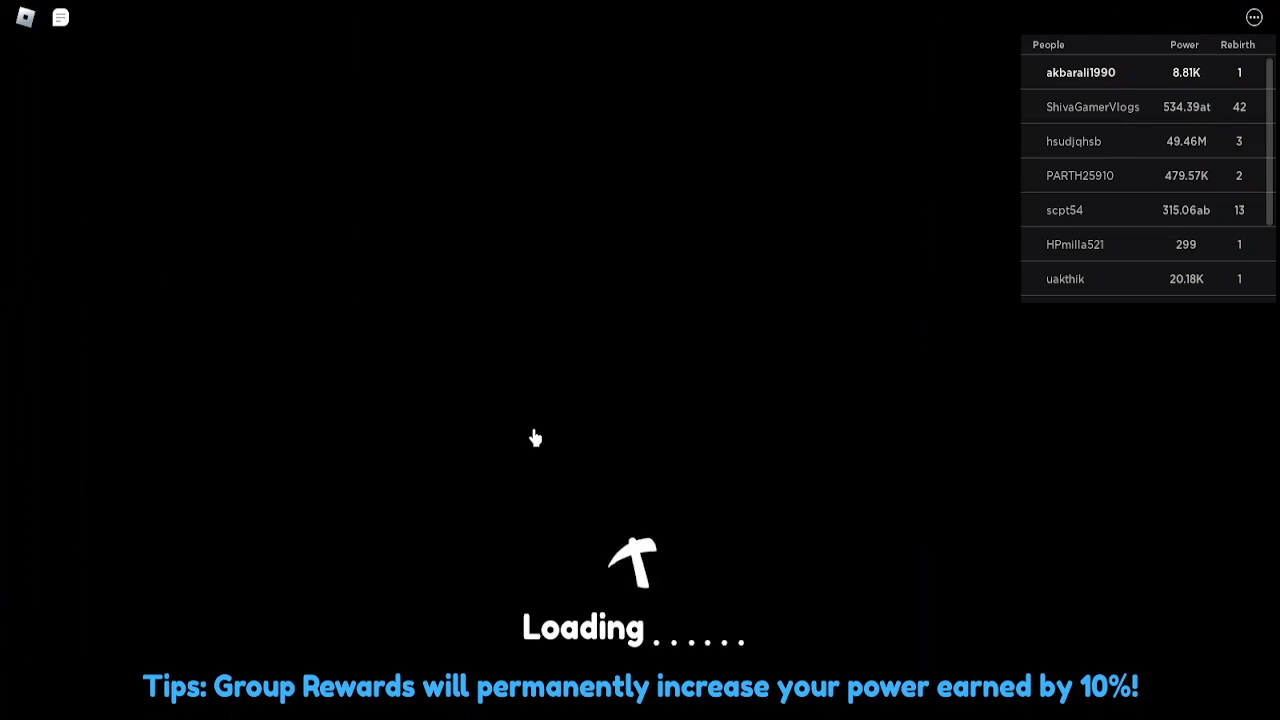 People Power Rebirth
akbarali1990 8.81K 1
ShivaGamerVlogs 534.39at 42
hsudjqhsb 49.46M 3
PARTH25910 479.57K 2
scpt54 315.06ab 13
HPmilla521 299 1
uakthik 20.18K 1
Loading ......
Tips: Group Rewards will permanently increase your power earned by 10%!